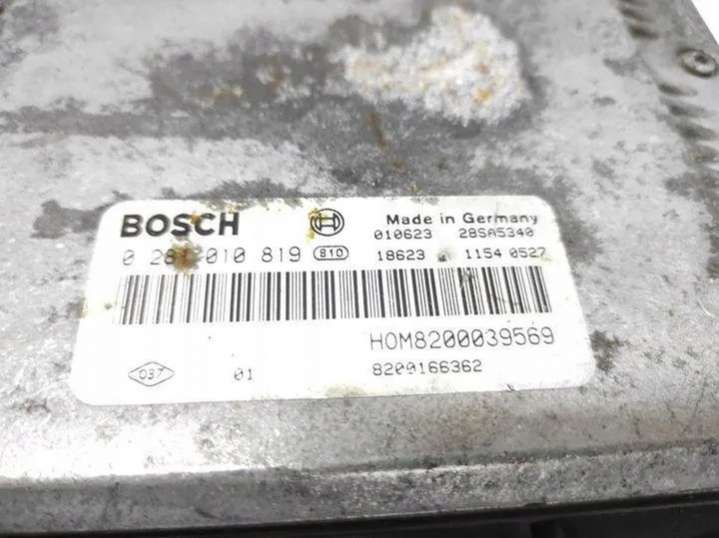 BOSCH
Made in Germany
010623 28SA5340
0 281 010 819 810
18623 1154 0527
HOM8200039569
037 01 8200166362